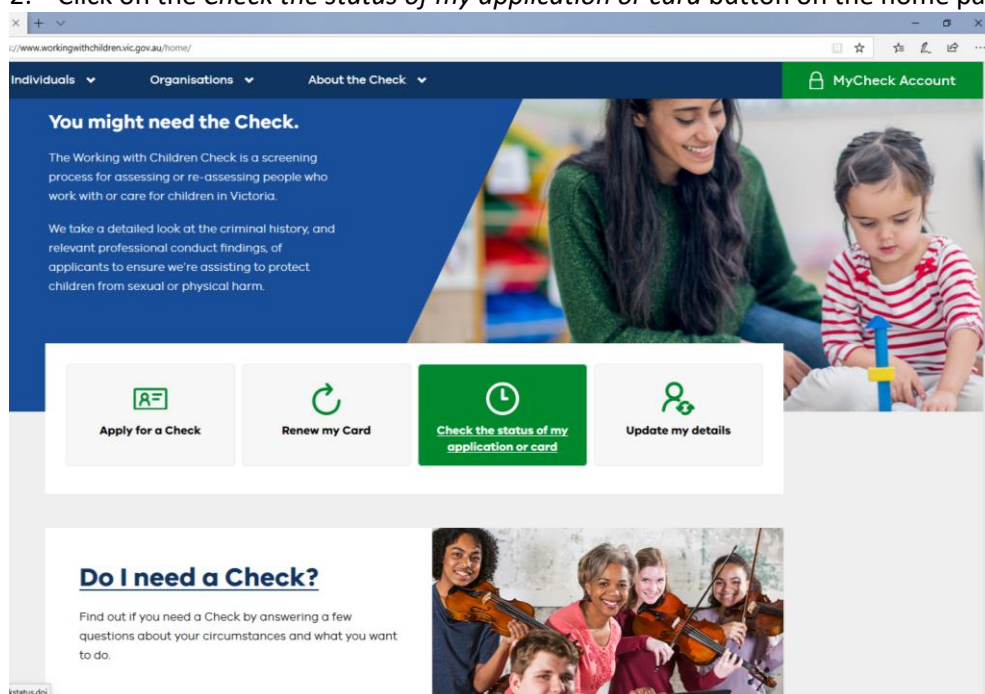 2. Click on the Check the status of my application or card button on the home pa
://www.workingwithchildren.vic.gov.au/home/
Individuals
Organisations
About the Check
MyCheck Account
You might need the Check.
The Working with Children Check is a screening
process for assessing or re-assessing people who
work with or care for children in Victoria.
We take a detailed look at the criminal history, and
relevant professional conduct findings, of
applicants to ensure we're assisting to protect
children from sexual or physical harm.
Apply for a Check
Renew my Card
Check the status of my
application or card
Update my details
Do I need a Check?
Find out if you need a Check by answering a few
questions about your circumstances and what you want
to do.